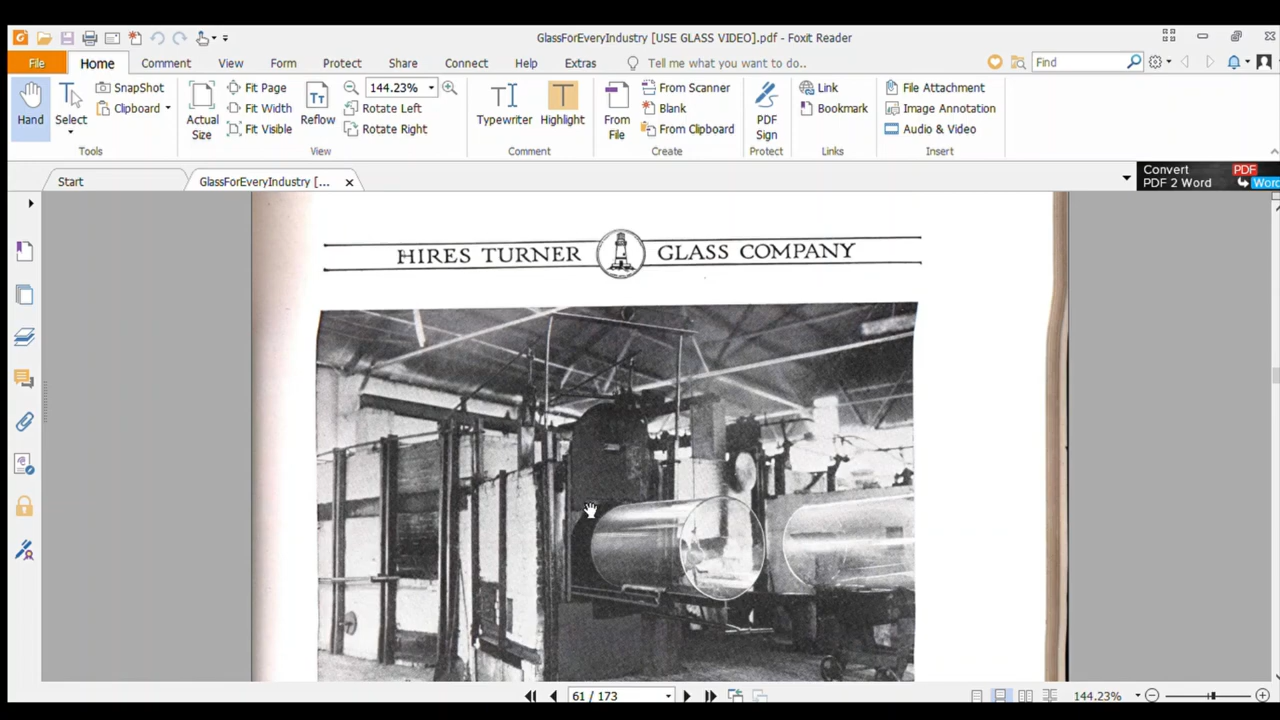 GlassForEveryIndustry [USE GLASS VIDEO].pdf - Foxit Reader
File Home Comment View Form Protect Share Connect Help Extras Tell me what you want to do.. Find
Hand
Select
SnapShot
Clipboard
Tools
Actual Size
Fit Page
Fit Width
Fit Visible
Reflow
144.23%
Rotate Left
Rotate Right
View
Typewriter
Highlight
Comment
From File
From Scanner
Blank
From Clipboard
Create
PDF Sign
Protect
Link
Bookmark
Links
File Attachment
Image Annotation
Audio & Video
Insert
Start
GlassForEveryIndustry [...
Convert PDF
PDF 2 Word Word
HIRES TURNER GLASS COMPANY
61 / 173
144.23%